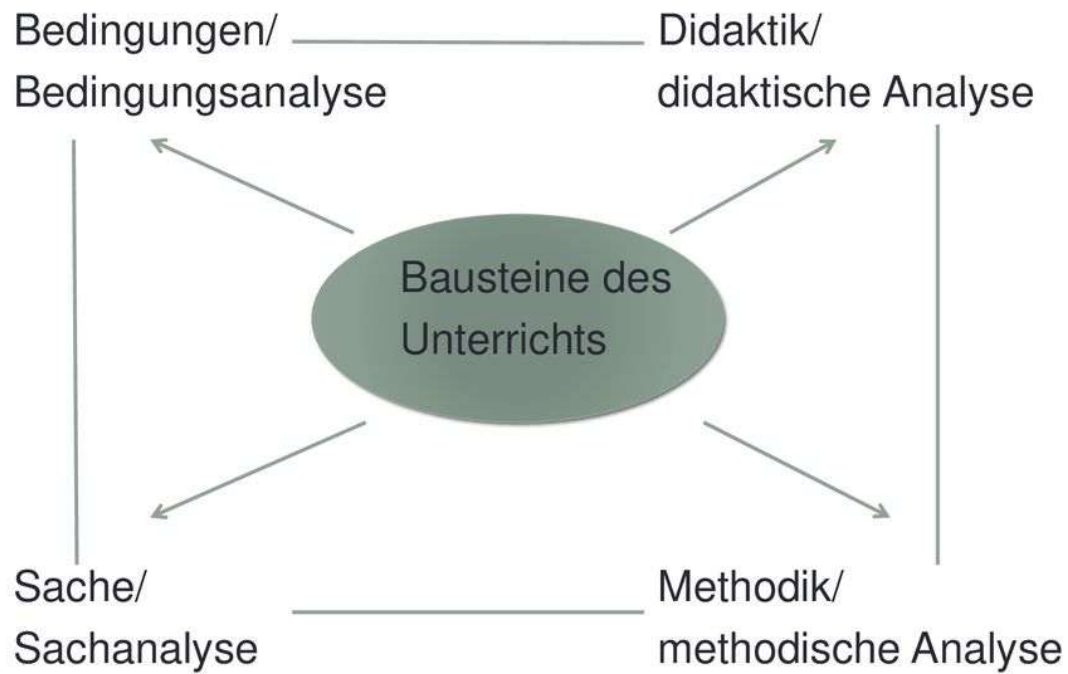 Bedingungen/
Bedingungsanalyse
Didaktik/
didaktische Analyse
Bausteine des
Unterrichts
Sache/
Sachanalyse
Methodik/
methodische Analyse